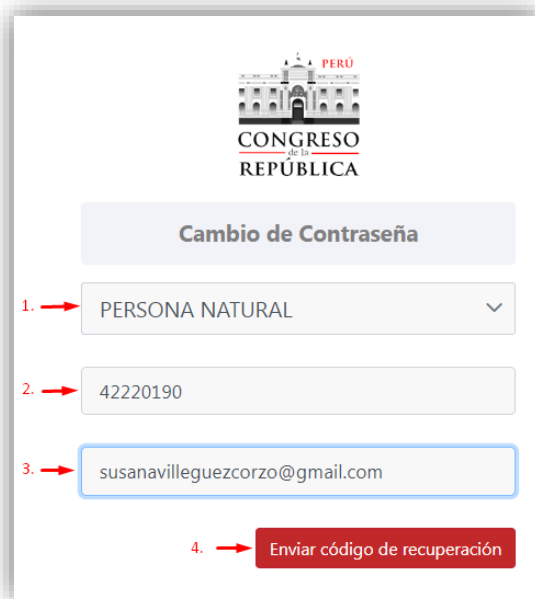 PERÚ
CONGRESO
de la
REPÚBLICA
Cambio de Contraseña
1. PERSONA NATURAL
2. 42220190
3. susanavilleguezcorzo@gmail.com
4. Enviar código de recuperación